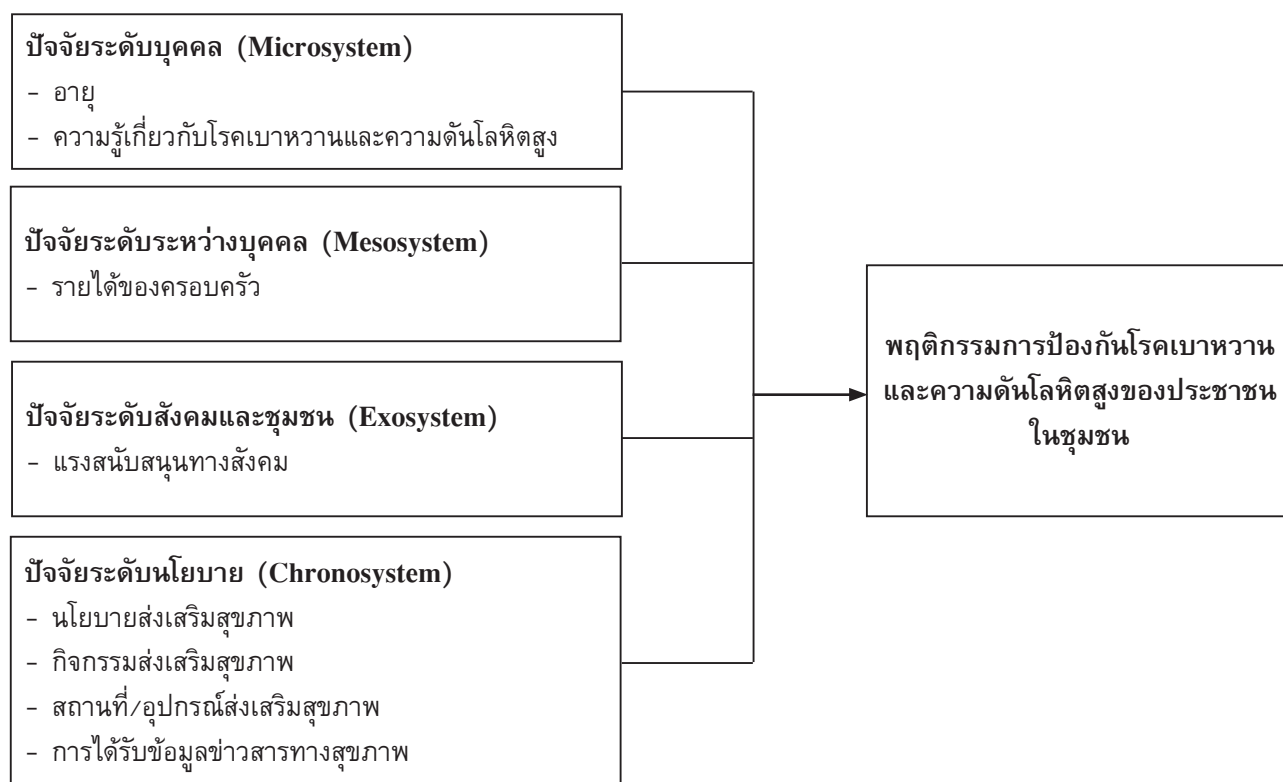 ปัจจัยระดับบุคคล (Microsystem)
- อายุ
- ความรู้เกี่ยวกับโรคเบาหวานและความดันโลหิตสูง
ปัจจัยระดับระหว่างบุคคล (Mesosystem)
- รายได้ของครอบครัว
ปัจจัยระดับสังคมและชุมชน (Exosystem)
- แรงสนับสนุนทางสังคม
ปัจจัยระดับนโยบาย (Chronosystem)
- นโยบายส่งเสริมสุขภาพ
- กิจกรรมส่งเสริมสุขภาพ
- สถานที่/อุปกรณ์ส่งเสริมสุขภาพ
- การได้รับข้อมูลข่าวสารทางสุขภาพ
พฤติกรรมการป้องกันโรคเบาหวาน
และความดันโลหิตสูงของประชาชน
ในชุมชน